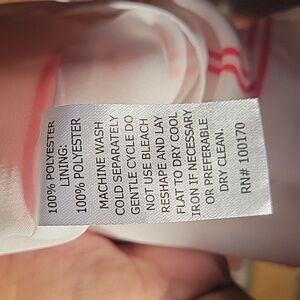 100% POLYESTER
LINING:
100% POLYESTER
MACHINE WASH
COLD SEPARATELY
GENTLE CYCLE DO
NOT USE BLEACH
RESHAPE AND LAY
FLAT TO DRY COOL
IRON IF NECESSARY
OR PREFERABLE
DRY CLEAN.
RN# 100170